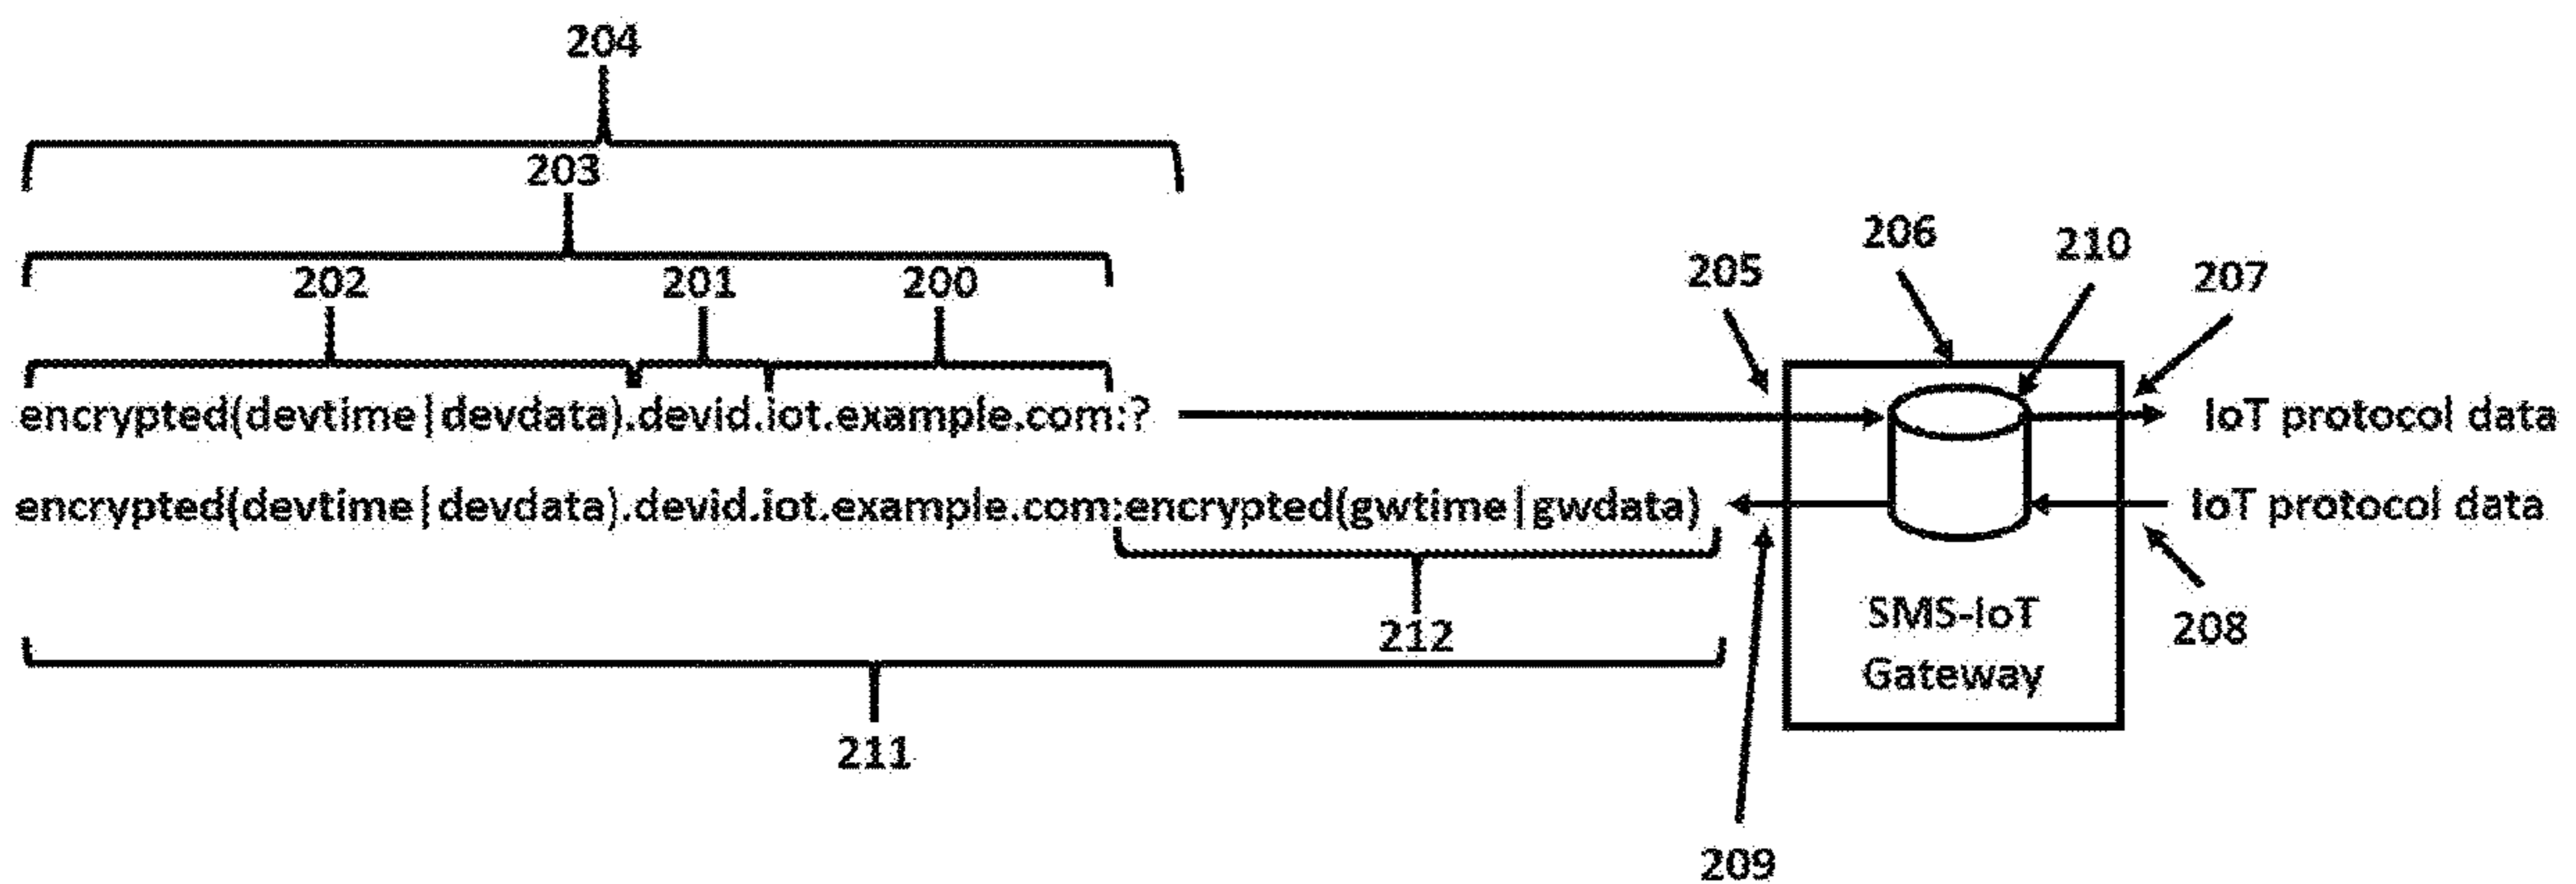 204
203
202 201 200
206 210
205 207
encrypted(devtime|devdata).devid.iot.example.com:?
IoT protocol data
encrypted(devtime|devdata).devid.iot.example.com:encrypted(gwtime|gwdata)
IoT protocol data
SMS-IoT
Gateway
212
208
211
209